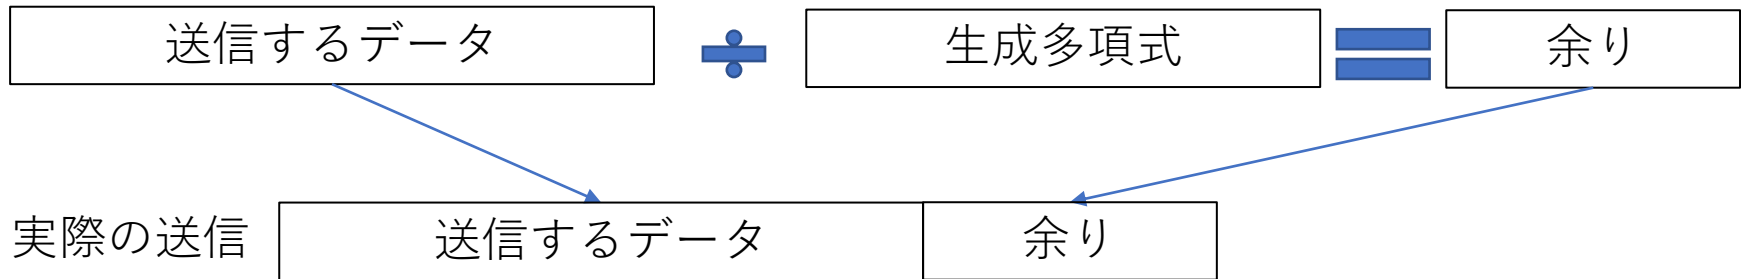 送信するデータ ÷ 生成多項式 = 余り
実際の送信 送信するデータ 余り